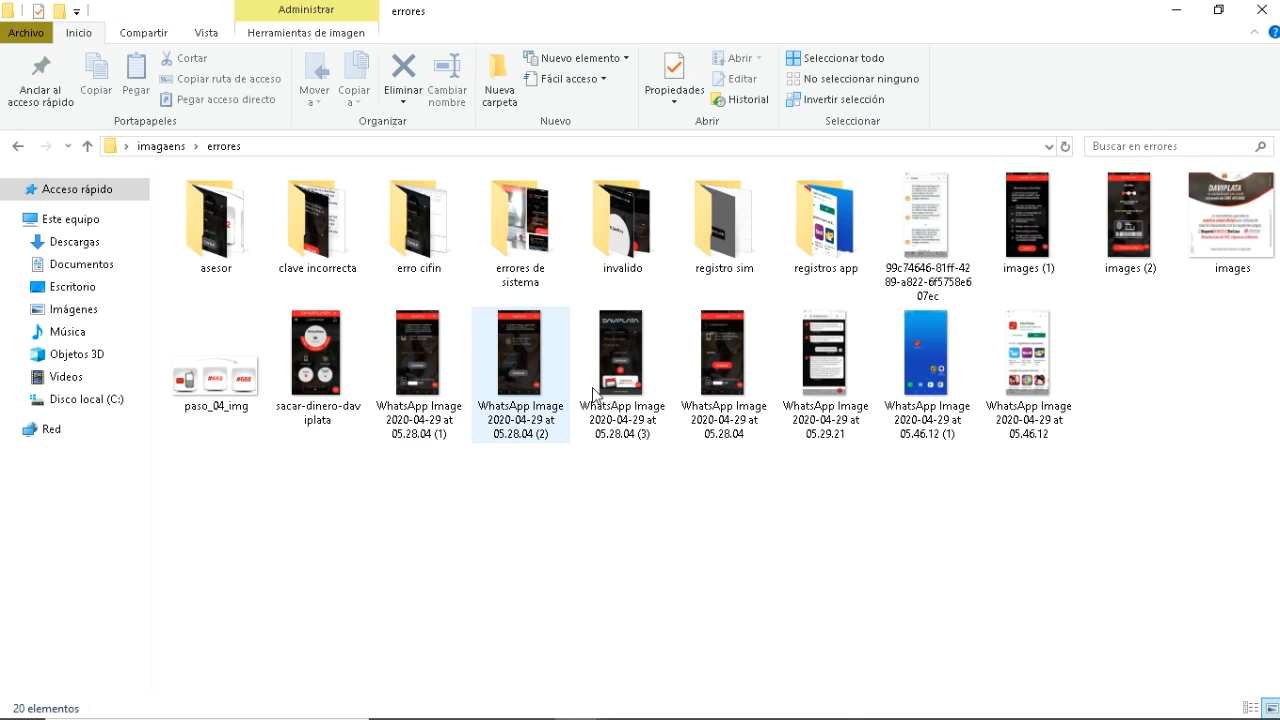 Administrar
errores
Archivo
Inicio
Compartir
Vista
Herramientas de imagen
Anclar al
acceso rápido
Copiar
Pegar
Cortar
Copiar ruta de acceso
Pegar acceso directo
Portapapeles
Mover
a
Copiar
a
Eliminar
Cambiar
nombre
Organizar
Nueva
carpeta
Nuevo elemento
Fácil acceso
Nuevo
Propiedades
Abrir
Editar
Historial
Abrir
Seleccionar todo
No seleccionar ninguno
Invertir selección
Seleccionar
imagaens
errores
Buscar en errores
Acceso rápido
Este equipo
Descargas
Documentos
Escritorio
Imágenes
Música
Objetos 3D
Vídeos
Disco local (C:)
Red
clave incorrecta
erro cifin
sistema
invalido
registro sim
registros app
99c74646-81ff-42
89-a822-6f5758e6
07ec
images (1)
images (2)
images
DAVIPLATA
paso_04_img
sacar-dinero-dav
iplata
WhatsApp Image
2020-04-29 at
05.28.04 (1)
WhatsApp Image
2020-04-29 at
05.28.04 (2)
WhatsApp Image
2020-04-29 at
05.28.04 (3)
WhatsApp Image
2020-04-29 at
05.28.04
WhatsApp Image
2020-04-29 at
05.29.21
WhatsApp Image
2020-04-29 at
05.46.12 (1)
WhatsApp Image
2020-04-29 at
05.46.12
20 elementos